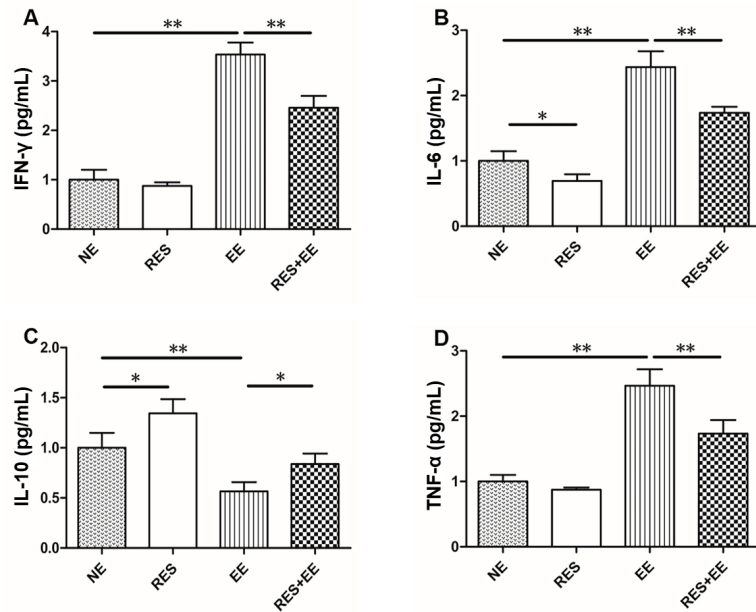 A
IFN-γ (pg/mL)
5
4
3
2
1
0
**
**
NE
RES
EE
RES+EE
B
IL-6 (pg/mL)
3
2
1
0
**
**
*
NE
RES
EE
RES+EE
C
IL-10 (pg/mL)
2.0
1.5
1.0
0.5
0.0
**
*
*
NE
RES
EE
RES+EE
D
TNF-α (pg/mL)
3
2
1
0
**
**
NE
RES
EE
RES+EE